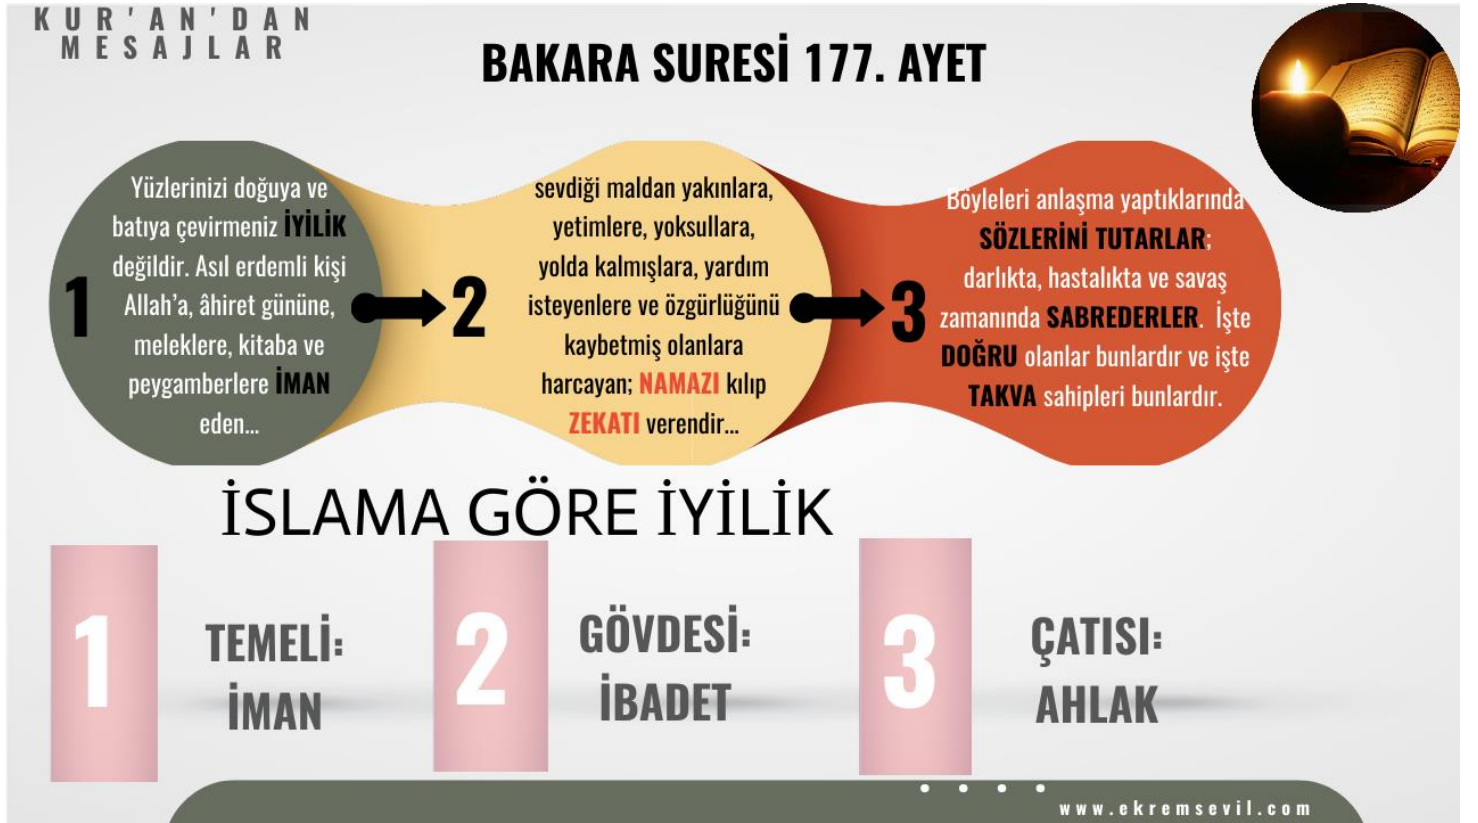 KUR'AN'DAN
MESAJLAR
BAKARA SURESİ 177. AYET
1
Yüzlerinizi doğuya ve
batıya çevirmeniz İYİLİK
değildir. Asıl erdemli kişi
Allah'a, âhiret gününe,
meleklere, kitaba ve
peygamberlere İMAN
eden...
2
sevdiği maldan yakınlara,
yetimlere, yoksullara,
yolda kalmışlara, yardım
isteyenlere ve özgürlüğünü
kaybetmiş olanlara
harcayan; NAMAZI kılıp
ZEKATI verendir...
3
Böyleleri anlaşma yaptıklarında
SÖZLERİNİ TUTARLAR;
darlıkta, hastalıkta ve savaş
zamanında SABREDERLER. İşte
DOĞRU olanlar bunlardır ve işte
TAKVA sahipleri bunlardır.
İSLAMA GÖRE İYİLİK
1
TEMELİ:
İMAN
2
GÖVDESİ:
İBADET
3
ÇATISI:
AHLAK
www.ekremsevil.com